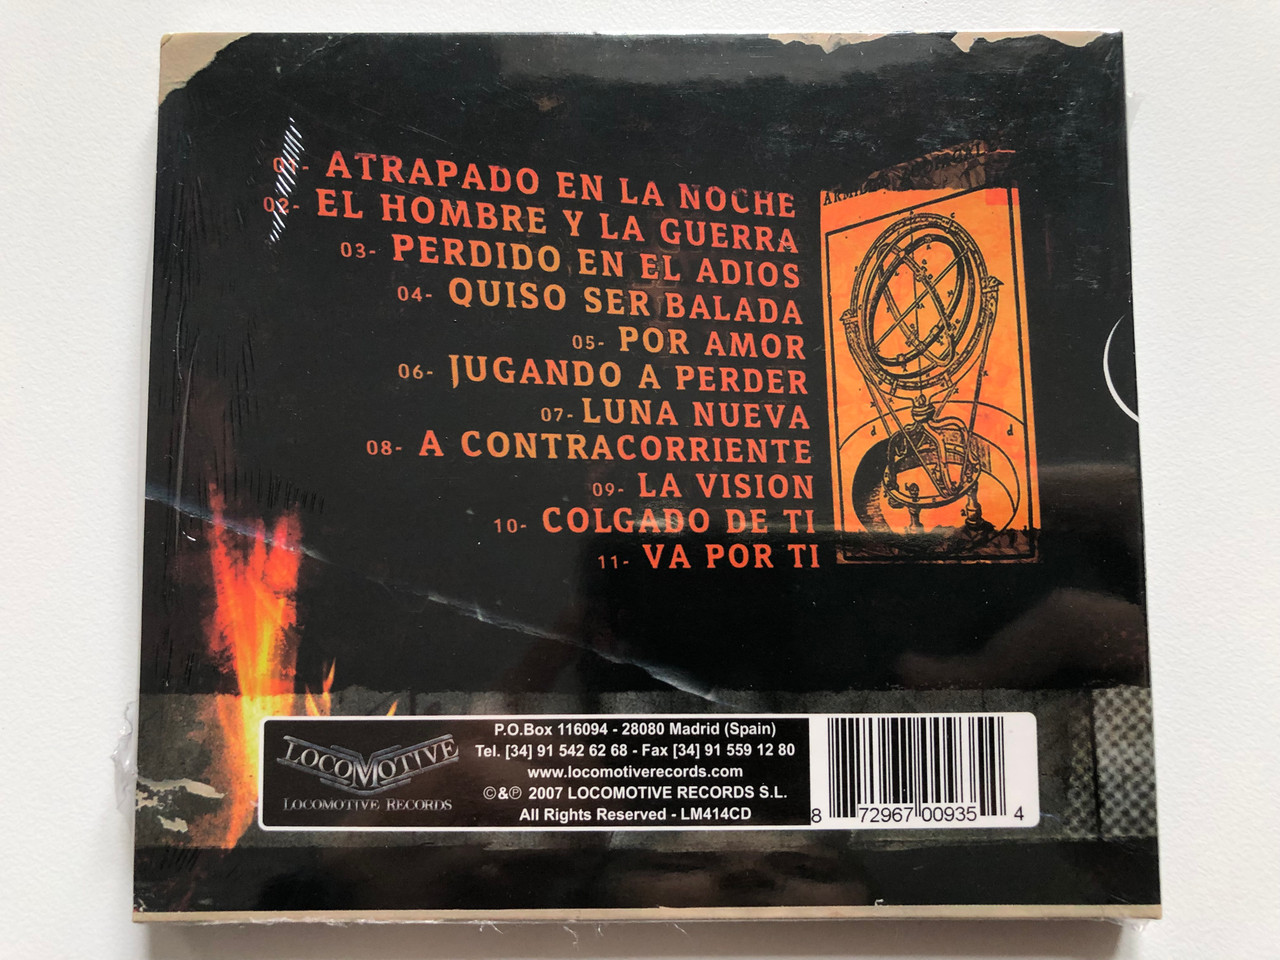 01- ATRAPADO EN LA NOCHE
02- EL HOMBRE Y LA GUERRA
03- PERDIDO EN EL ADIOS
04- QUISO SER BALADA
05- POR AMOR
06- JUGANDO A PERDER
07- LUNA NUEVA
08- A CONTRACORRIENTE
09- LA VISION
10- COLGADO DE TI
11- VA POR TI
LOCOMOTIVE
LOCOMOTIVE RECORDS
P.O.Box 116094 - 28080 Madrid (Spain)
Tel. [34] 91 542 62 68 - Fax [34] 91 559 12 80
www.locomotiverecords.com
©&℗ 2007 LOCOMOTIVE RECORDS S.L.
All Rights Reserved - LM414CD
8 72967 00935 4